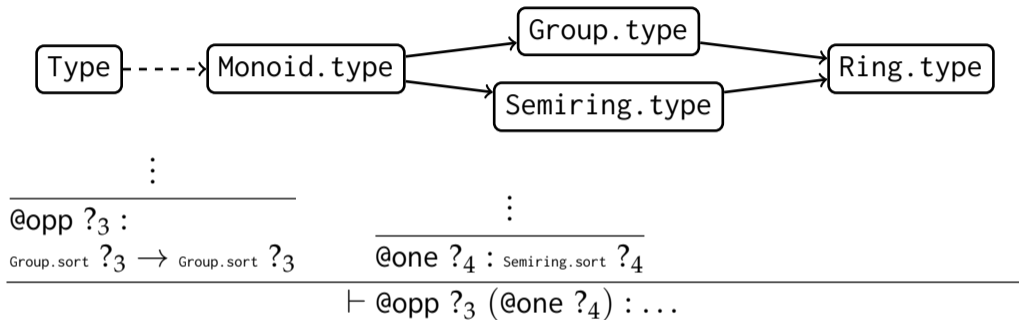 Type Monoid.type Group.type Semiring.type Ring.type
⋮
@opp ?₃ :
Group.sort ?₃ → Group.sort ?₃
⋮
@one ?₄ : Semiring.sort ?₄
⊢ @opp ?₃ (@one ?₄) : …